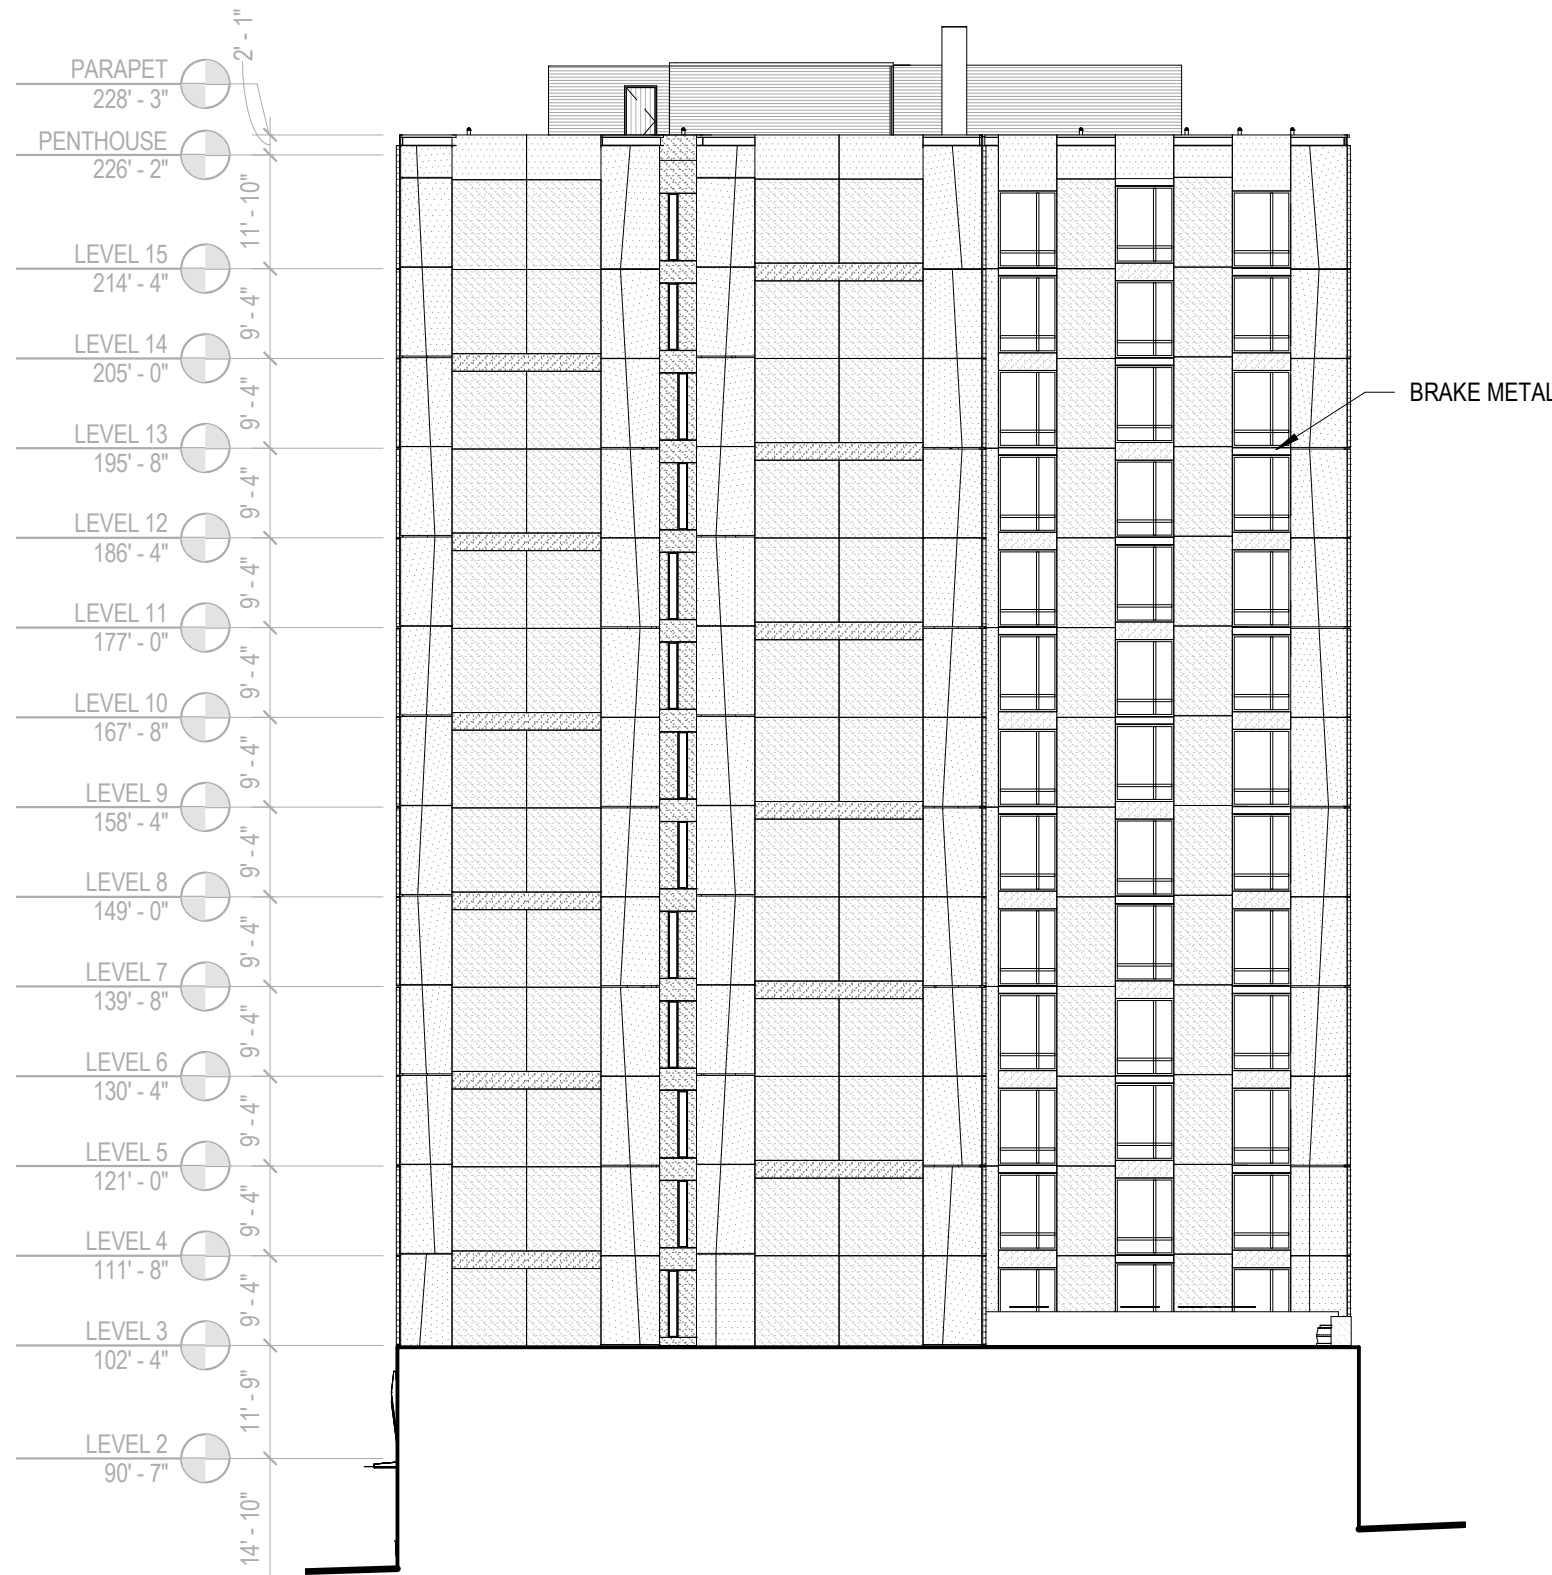 2' - 1"
PARAPET
228' - 3"
PENTHOUSE
226' - 2"
11' - 10"
LEVEL 15
214' - 4"
9' - 4"
LEVEL 14
205' - 0"
9' - 4"
BRAKE METAL
LEVEL 13
195' - 8"
9' - 4"
LEVEL 12
186' - 4"
9' - 4"
LEVEL 11
177' - 0"
9' - 4"
LEVEL 10
167' - 8"
9' - 4"
LEVEL 9
158' - 4"
9' - 4"
LEVEL 8
149' - 0"
9' - 4"
LEVEL 7
139' - 8"
9' - 4"
LEVEL 6
130' - 4"
9' - 4"
LEVEL 5
121' - 0"
9' - 4"
LEVEL 4
111' - 8"
9' - 4"
LEVEL 3
102' - 4"
11' - 9"
LEVEL 2
90' - 7"
14' - 10"